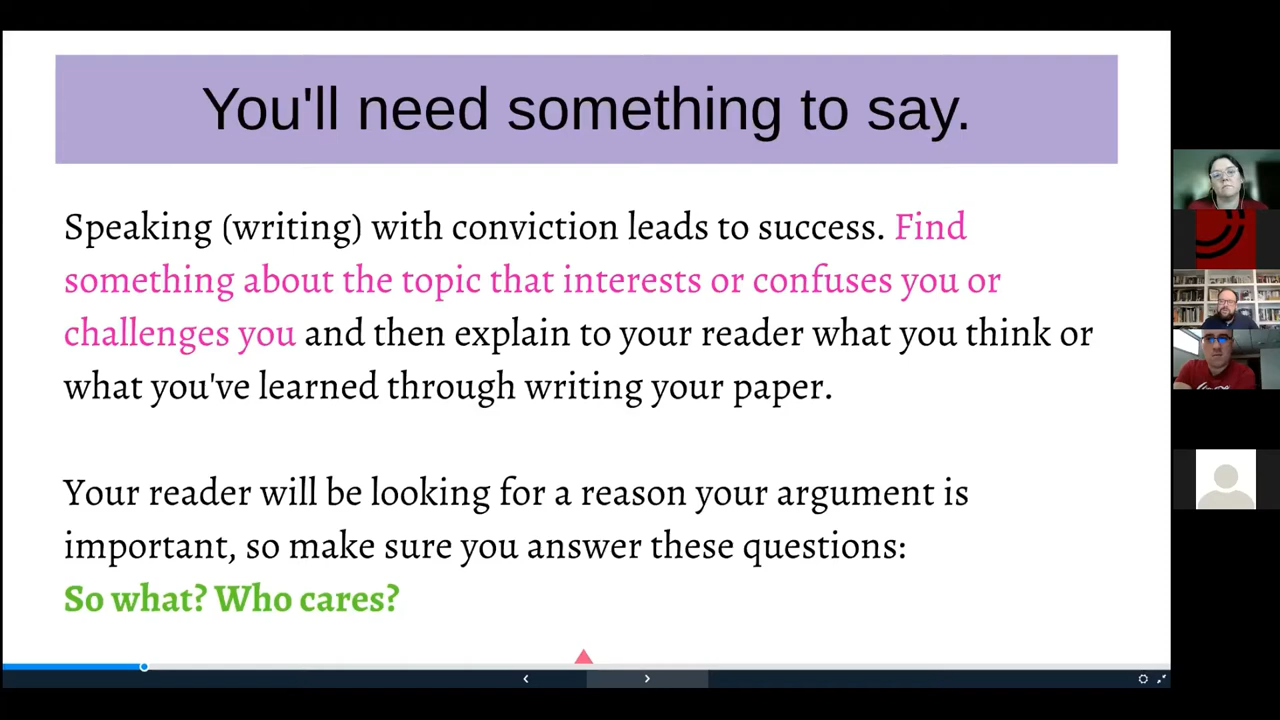 You'll need something to say.
Speaking (writing) with conviction leads to success. Find
something about the topic that interests or confuses you or
challenges you and then explain to your reader what you think or
what you've learned through writing your paper.
Your reader will be looking for a reason your argument is
important, so make sure you answer these questions:
So what? Who cares?